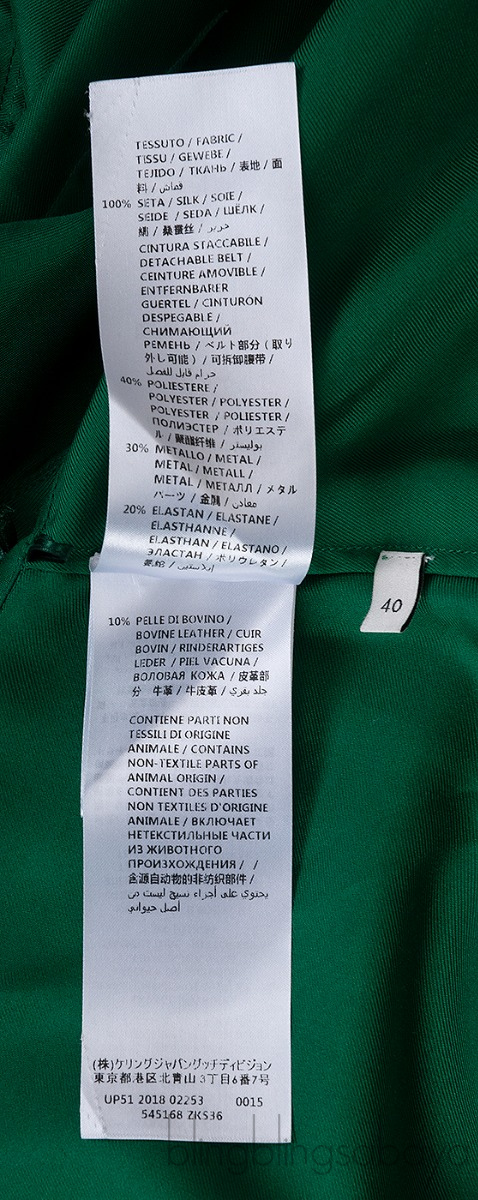 TESSUTO / FABRIC /
TISSU / GEWEBE /
TEJIDO / ТКАНЬ / 表地 / 面
料 / قماش
100% SETA / SILK / SOIE /
SEIDE / SEDA / ШЁЛК /
絹 / 桑蚕丝 / حرير
CINTURA STACCABILE /
DETACHABLE BELT /
CEINTURE AMOVIBLE /
ENTFERNBARER
GUERTEL / CINTURÓN
DESPEGABLE /
СНИМАЮЩИЙ
РЕМЕНЬ / ベルト部分 (取り
外し可能) / 可拆卸腰带 /
حزام قابل للفصل
40% POLIESTERE /
POLYESTER / POLYESTER /
POLYESTER / POLIESTER /
ПОЛИЭСТЕР / ポリエステ
ル / 聚酯纤维 / بوليستر
30% METALLO / METAL /
METAL / METALL /
METAL / МЕТАЛЛ / メタル
パーツ / 金属 / معادن
20% ELASTAN / ELASTANE /
ELASTHANNE /
ELASTHAN / ELASTANO /
ЭЛАСТАН / ポリウレタン /
氨纶 / إيلاستين
10% PELLE DI BOVINO /
BOVINE LEATHER / CUIR
BOVIN / RINDERARTIGES
LEDER / PIEL VACUNA /
ВОЛОВАЯ КОЖА / 皮革部
分 牛革 / 牛皮革 / جلد بقري
CONTIENE PARTI NON
TESSILI DI ORIGINE
ANIMALE / CONTAINS
NON-TEXTILE PARTS OF
ANIMAL ORIGIN /
CONTIENT DES PARTIES
NON TEXTILES D'ORIGINE
ANIMALE / ВКЛЮЧАЕТ
НЕТЕКСТИЛЬНЫЕ ЧАСТИ
ИЗ ЖИВОТНОГО
ПРОИЗХОЖДЕНИЯ / /
含源自动物的非纺织部件 /
يحتوي على أجزاء نسيج ليست من
أصل حيواني
(株)ケリングジャパングッチディビジョン
東京都港区北青山 3丁目6番7号
UP51 2018 02253 0015
545168 ZKS36
40
blingblingsabaya